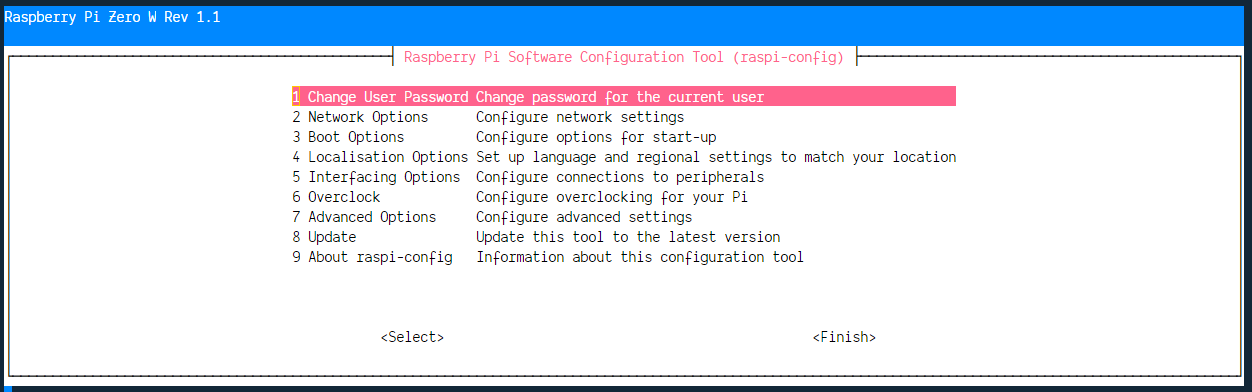 Raspberry Pi Zero W Rev 1.1
Raspberry Pi Software Configuration Tool (raspi-config)
1 Change User Password Change password for the current user
2 Network Options Configure network settings
3 Boot Options Configure options for start-up
4 Localisation Options Set up language and regional settings to match your location
5 Interfacing Options Configure connections to peripherals
6 Overclock Configure overclocking for your Pi
7 Advanced Options Configure advanced settings
8 Update Update this tool to the latest version
9 About raspi-config Information about this configuration tool
<Select> <Finish>